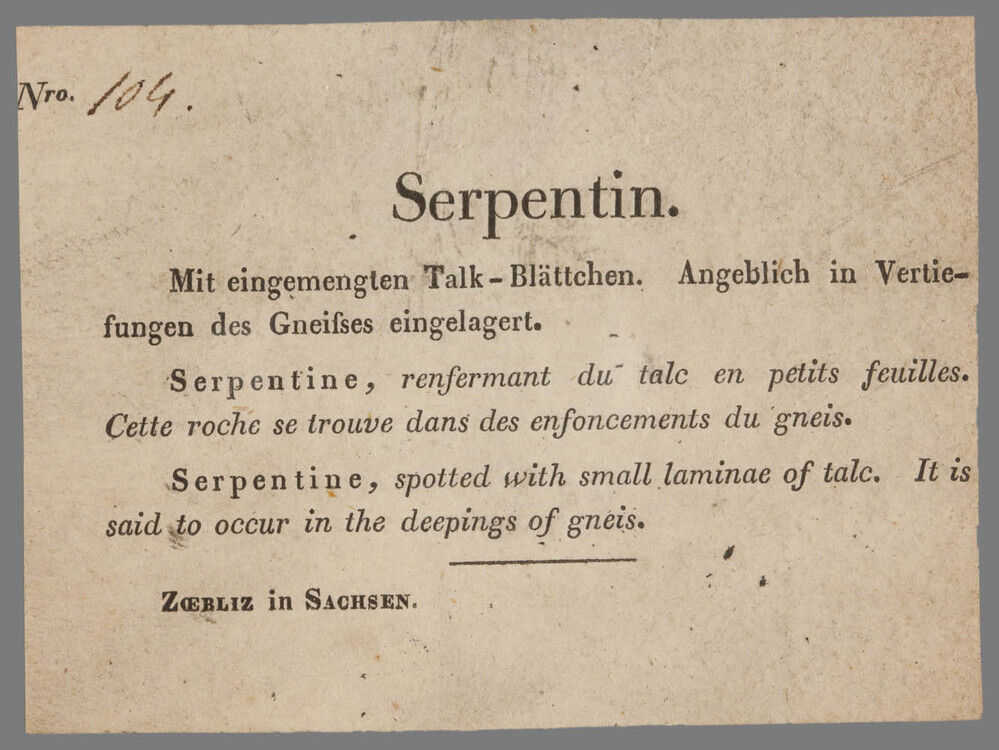 Nro. 104.
Serpentin.
Mit eingemengten Talk-Blättchen. Angeblich in Vertie-
fungen des Gneiſses eingelagert.
Serpentine, renfermant du talc en petits feuilles.
Cette roche se trouve dans des enfoncements du gneis.
Serpentine, spotted with small laminae of talc. It is
said to occur in the deepings of gneis.
Zœbliz in Sachsen.